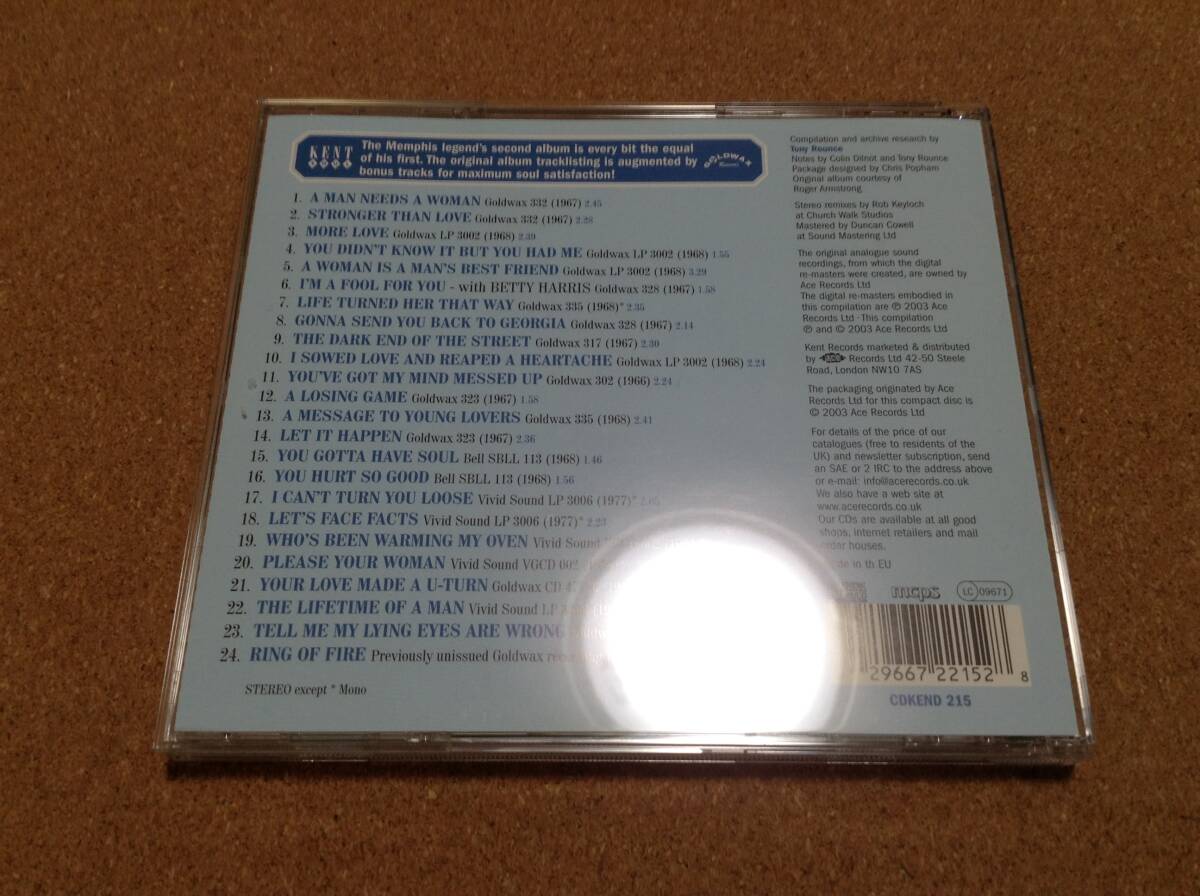 KENT
The Memphis legend's second album is every bit the equal
of his first. The original album tracklisting is augmented by
bonus tracks for maximum soul satisfaction!
GOLDWAX
1. A MAN NEEDS A WOMAN Goldwax 332 (1967) 2.45
2. STRONGER THAN LOVE Goldwax 332 (1967) 2.28
3. MORE LOVE Goldwax LP 3002 (1968) 2.39
4. YOU DIDN'T KNOW IT BUT YOU HAD ME Goldwax LP 3002 (1968) 1.55
5. A WOMAN IS A MAN'S BEST FRIEND Goldwax LP 3002 (1968) 3.29
6. I'M A FOOL FOR YOU - with BETTY HARRIS Goldwax 328 (1967) 1.58
7. LIFE TURNED HER THAT WAY Goldwax 335 (1968)* 2.35
8. GONNA SEND YOU BACK TO GEORGIA Goldwax 328 (1967) 2.14
9. THE DARK END OF THE STREET Goldwax 317 (1967) 2.30
10. I SOWED LOVE AND REAPED A HEARTACHE Goldwax LP 3002 (1968) 2.24
11. YOU'VE GOT MY MIND MESSED UP Goldwax 302 (1966) 2.24
12. A LOSING GAME Goldwax 323 (1967) 1.58
13. A MESSAGE TO YOUNG LOVERS Goldwax 335 (1968) 2.41
14. LET IT HAPPEN Goldwax 323 (1967) 2.36
15. YOU GOTTA HAVE SOUL Bell SBLL 113 (1968) 1.46
16. YOU HURT SO GOOD Bell SBLL 113 (1968) 1.56
17. I CAN'T TURN YOU LOOSE Vivid Sound LP 3006 (1977)* 2.05
18. LET'S FACE FACTS Vivid Sound LP 3006 (1977)* 2.23
19. WHO'S BEEN WARMING MY OVEN Vivid Sound
20. PLEASE YOUR WOMAN Vivid Sound VGCD 002
21. YOUR LOVE MADE A U-TURN Goldwax CD
22. THE LIFETIME OF A MAN Vivid Sound LP
23. TELL ME MY LYING EYES ARE WRONG
24. RING OF FIRE Previously unissued Goldwax
STEREO except * Mono
Compilation and archive research by
Tony Rounce
Notes by Colin Dilnot and Tony Rounce
Package designed by Chris Popham
Original album courtesy of
Roger Armstrong
Stereo remixes by Rob Keyloch
at Church Walk Studios
Mastered by Duncan Cowell
at Sound Mastering Ltd
The original analogue sound
recordings, from which the digital
re-masters were created, are owned by
Ace Records Ltd
The digital re-masters embodied in
this compilation are ℗ 2003 Ace
Records Ltd · This compilation
℗ and © 2003 Ace Records Ltd
Kent Records marketed & distributed
by ACE Records Ltd 42-50 Steele
Road, London NW10 7AS
The packaging originated by Ace
Records Ltd for this compact disc is
© 2003 Ace Records Ltd
For details of the price of our
catalogues (free to residents of the
UK) and newsletter subscription, send
an SAE or 2 IRC to the address above
or e-mail: info@acerecords.co.uk
We also have a web site at
www.acerecords.co.uk
Our CDs are available at all good
shops, internet retailers and mail
order houses.
in th EU
mcps
LC 09671
29667 22152 8
CDKEND 215